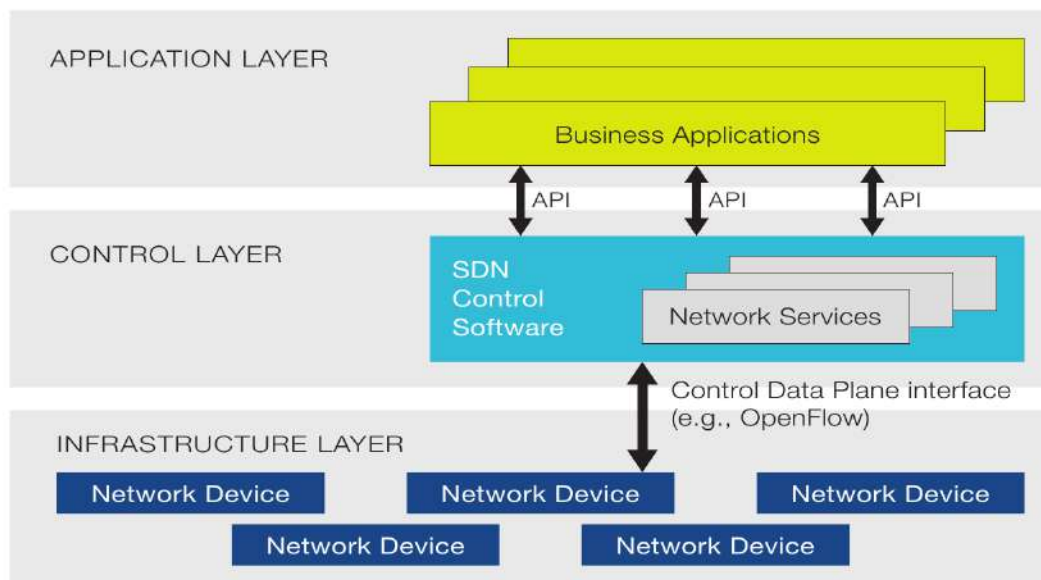 APPLICATION LAYER
Business Applications
API
API
API
CONTROL LAYER
SDN
Control
Software
Network Services
Control Data Plane interface
(e.g., OpenFlow)
INFRASTRUCTURE LAYER
Network Device
Network Device
Network Device
Network Device
Network Device